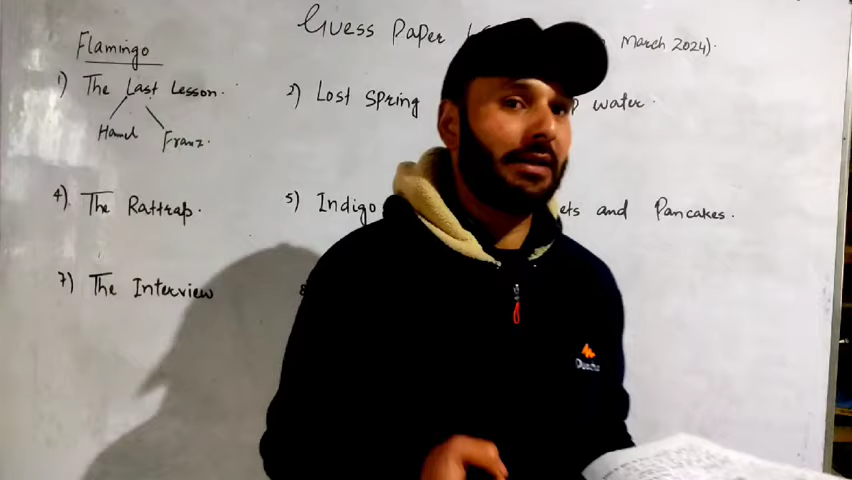 Guess Paper
March 2024).
Flamingo
1) The Last Lesson.
2) Lost Spring
water.
Hamel
Franz.
4) The Rattrap.
5) Indigo
ets and Pancakes.
7) The Interview